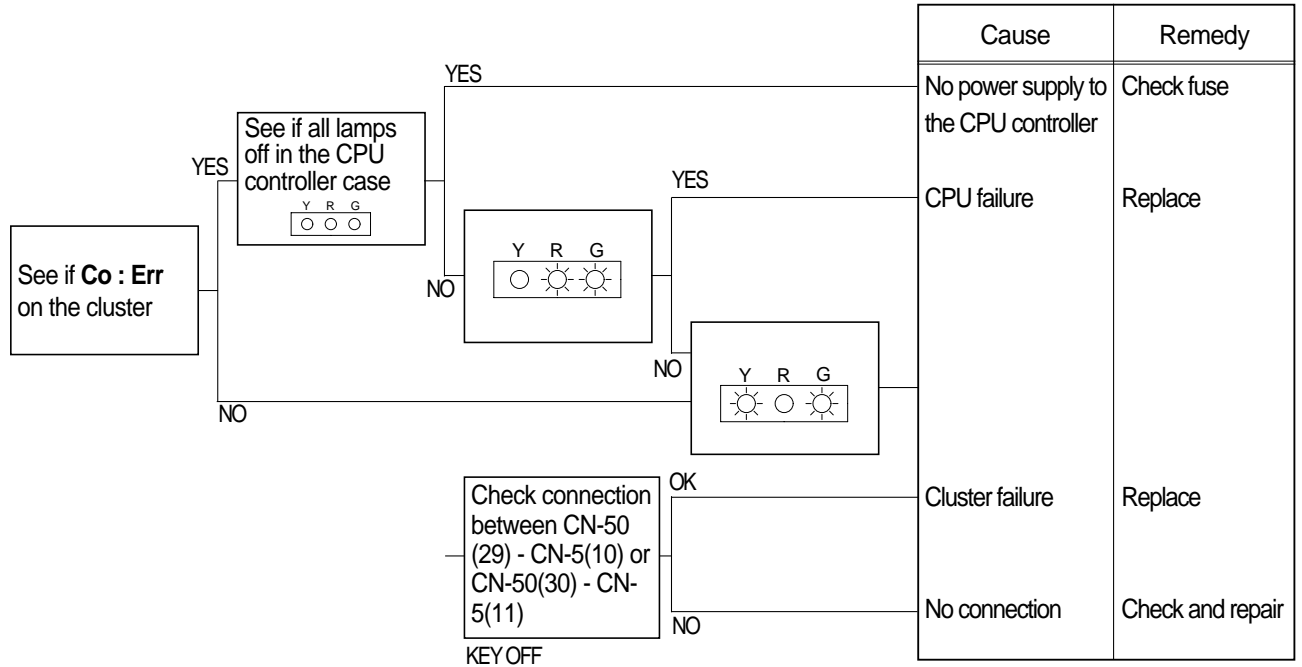 Cause
Remedy
YES
No power supply to
the CPU controller
Check fuse
See if all lamps
off in the CPU
controller case
Y R G
YES
YES
CPU failure
Replace
Y R G
NO
See if Co : Err
on the cluster
NO
Y R G
NO
Check connection
between CN-50
(29) - CN-5(10) or
CN-50(30) - CN-
5(11)
OK
Cluster failure
Replace
NO
No connection
Check and repair
KEY OFF